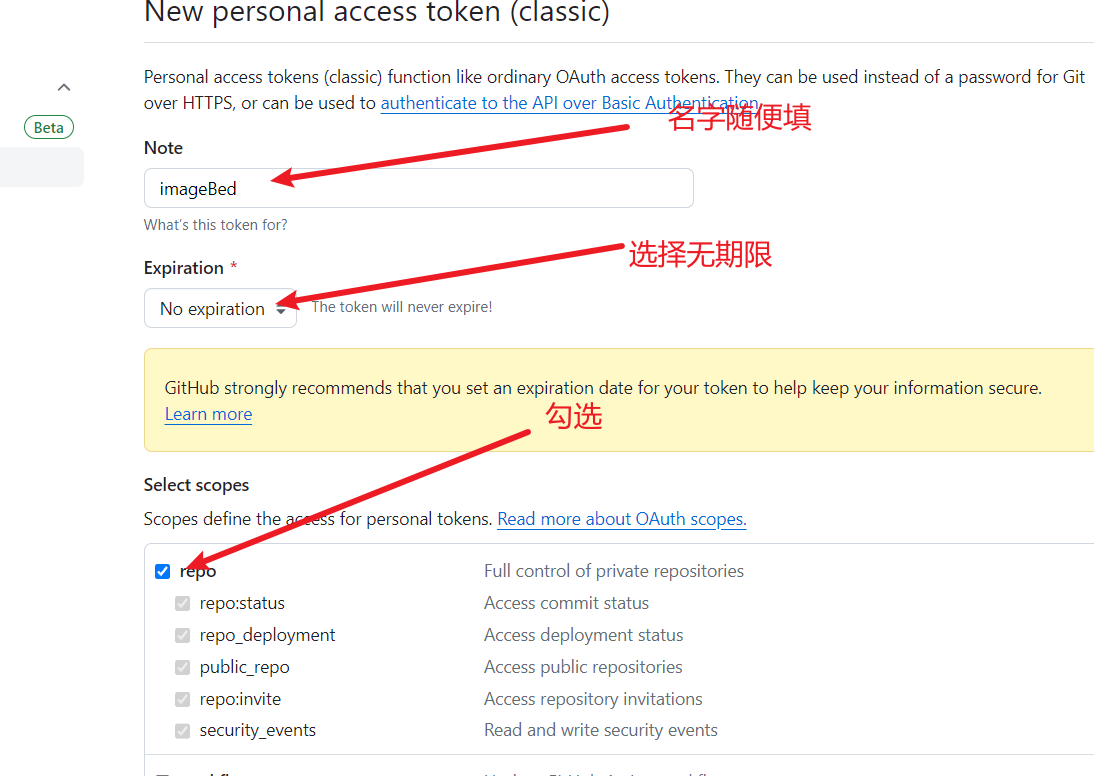 New personal access token (classic)
Personal access tokens (classic) function like ordinary OAuth access tokens. They can be used instead of a password for Git
over HTTPS, or can be used to authenticate to the API over Basic Authentication.
名字随便填
Beta
Note
imageBed
What's this token for?
选择无期限
Expiration *
No expiration
The token will never expire!
GitHub strongly recommends that you set an expiration date for your token to help keep your information secure.
Learn more
勾选
Select scopes
Scopes define the access for personal tokens. Read more about OAuth scopes.
repo Full control of private repositories
repo:status Access commit status
repo_deployment Access deployment status
public_repo Access public repositories
repo:invite Access repository invitations
security_events Read and write security events